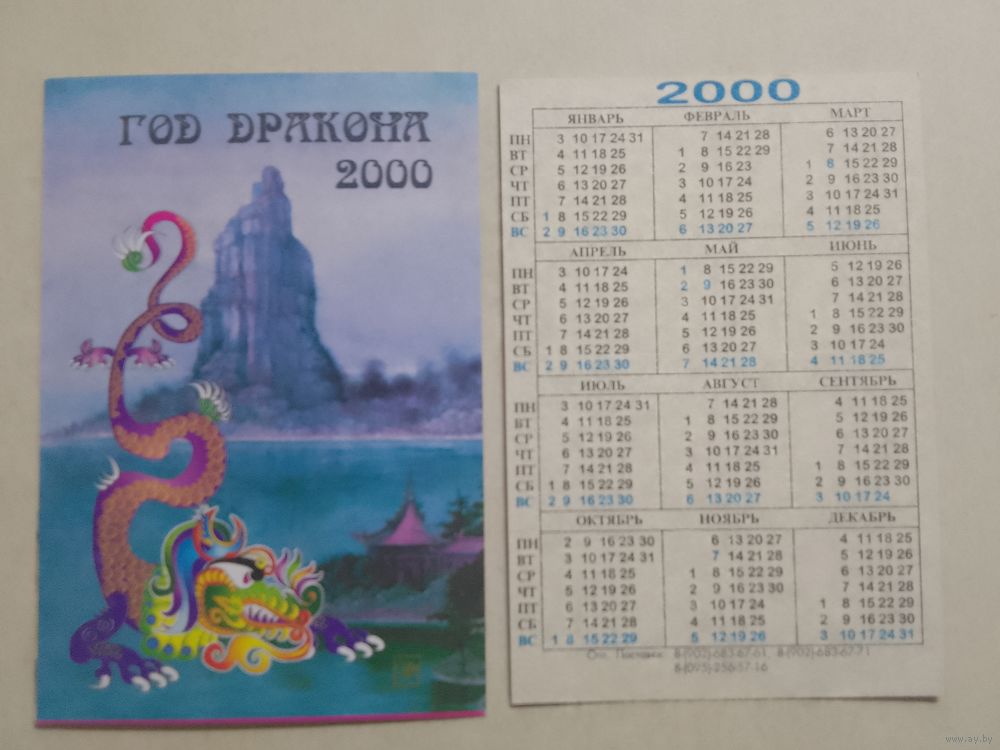 ГОД ДРАКОНА
2000
2000
ЯНВАРЬ ФЕВРАЛЬ МАРТ
ПН 3 10 17 24 31 7 14 21 28 6 13 20 27
ВТ 4 11 18 25 1 8 15 22 29 7 14 21 28
СР 5 12 19 26 2 9 16 23 1 8 15 22 29
ЧТ 6 13 20 27 3 10 17 24 2 9 16 23 30
ПТ 7 14 21 28 4 11 18 25 3 10 17 24 31
СБ 1 8 15 22 29 5 12 19 26 4 11 18 25
ВС 2 9 16 23 30 6 13 20 27 5 12 19 26
АПРЕЛЬ МАЙ ИЮНЬ
ПН 3 10 17 24 1 8 15 22 29 5 12 19 26
ВТ 4 11 18 25 2 9 16 23 30 6 13 20 27
СР 5 12 19 26 3 10 17 24 31 7 14 21 28
ЧТ 6 13 20 27 4 11 18 25 1 8 15 22 29
ПТ 7 14 21 28 5 12 19 26 2 9 16 23 30
СБ 1 8 15 22 29 6 13 20 27 3 10 17 24
ВС 2 9 16 23 30 7 14 21 28 4 11 18 25
ИЮЛЬ АВГУСТ СЕНТЯБРЬ
ПН 3 10 17 24 31 7 14 21 28 4 11 18 25
ВТ 4 11 18 25 1 8 15 22 29 5 12 19 26
СР 5 12 19 26 2 9 16 23 30 6 13 20 27
ЧТ 6 13 20 27 3 10 17 24 31 7 14 21 28
ПТ 7 14 21 28 4 11 18 25 1 8 15 22 29
СБ 1 8 15 22 29 5 12 19 26 2 9 16 23 30
ВС 2 9 16 23 30 6 13 20 27 3 10 17 24
ОКТЯБРЬ НОЯБРЬ ДЕКАБРЬ
ПН 2 9 16 23 30 6 13 20 27 4 11 18 25
ВТ 3 10 17 24 31 7 14 21 28 5 12 19 26
СР 4 11 18 25 1 8 15 22 29 6 13 20 27
ЧТ 5 12 19 26 2 9 16 23 30 7 14 21 28
ПТ 6 13 20 27 3 10 17 24 1 8 15 22 29
СБ 7 14 21 28 4 11 18 25 2 9 16 23 30
ВС 1 8 15 22 29 5 12 19 26 3 10 17 24 31
8-(902)-683-67-61, 8-(902)-683-67-71
www.ay.by